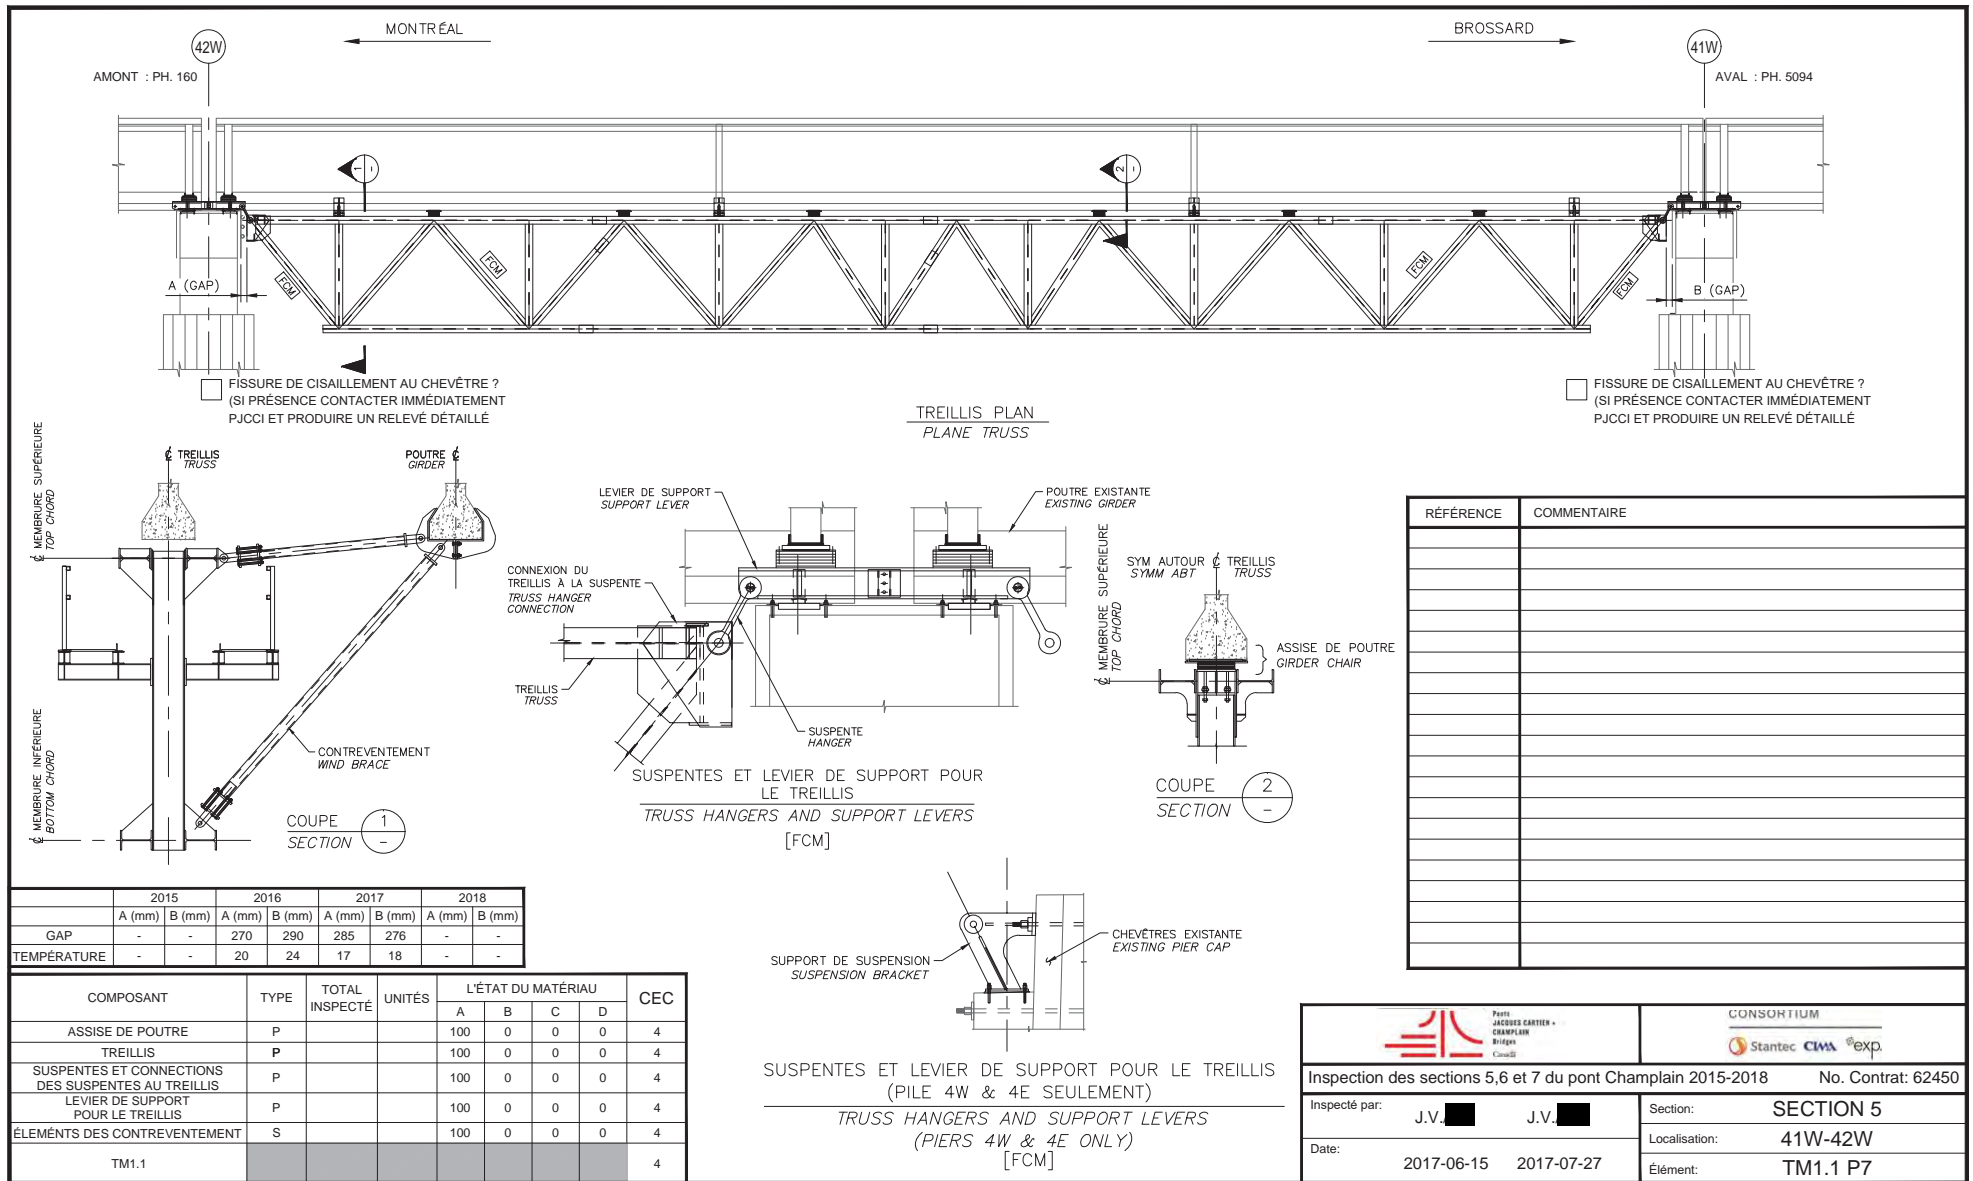 42W
MONTRÉAL
BROSSARD
41W
AMONT : PH. 160
AVAL : PH. 5094
1
-
2
-
FCM
FCM
FCM
FCM
A (GAP)
B (GAP)
FISSURE DE CISAILLEMENT AU CHEVÊTRE ?
(SI PRÉSENCE CONTACTER IMMÉDIATEMENT
PJCCI ET PRODUIRE UN RELEVÉ DÉTAILLÉ
FISSURE DE CISAILLEMENT AU CHEVÊTRE ?
(SI PRÉSENCE CONTACTER IMMÉDIATEMENT
PJCCI ET PRODUIRE UN RELEVÉ DÉTAILLÉ
TREILLIS PLAN
PLANE TRUSS
℄ MEMBRURE SUPÉRIEURE
TOP CHORD
℄ TREILLIS
TRUSS
POUTRE ℄
GIRDER
℄ MEMBRURE INFÉRIEURE
BOTTOM CHORD
CONTREVENTEMENT
WIND BRACE
COUPE 1
SECTION -
LEVIER DE SUPPORT
SUPPORT LEVER
POUTRE EXISTANTE
EXISTING GIRDER
CONNEXION DU
TREILLIS À LA SUSPENTE
TRUSS HANGER
CONNECTION
TREILLIS
TRUSS
SUSPENTE
HANGER
SUSPENTES ET LEVIER DE SUPPORT POUR
LE TREILLIS
TRUSS HANGERS AND SUPPORT LEVERS
[FCM]
℄ MEMBRURE SUPÉRIEURE
TOP CHORD
SYM AUTOUR ℄ TREILLIS
SYMM ABT TRUSS
ASSISE DE POUTRE
GIRDER CHAIR
COUPE 2
SECTION -
RÉFÉRENCE COMMENTAIRE
2015 2016 2017 2018
A (mm) B (mm) A (mm) B (mm) A (mm) B (mm) A (mm) B (mm)
GAP - - 270 290 285 276 - -
TEMPÉRATURE - - 20 24 17 18 - -
COMPOSANT TYPE TOTAL INSPECTÉ UNITÉS L'ÉTAT DU MATÉRIAU CEC
A B C D
ASSISE DE POUTRE P 100 0 0 0 4
TREILLIS P 100 0 0 0 4
SUSPENTES ET CONNECTIONS
DES SUSPENTES AU TREILLIS P 100 0 0 0 4
LEVIER DE SUPPORT
POUR LE TREILLIS P 100 0 0 0 4
ÉLEMÉNTS DES CONTREVENTEMENT S 100 0 0 0 4
TM1.1 4
SUPPORT DE SUSPENSION
SUSPENSION BRACKET
CHEVÊTRES EXISTANTE
EXISTING PIER CAP
SUSPENTES ET LEVIER DE SUPPORT POUR LE TREILLIS
(PILE 4W & 4E SEULEMENT)
TRUSS HANGERS AND SUPPORT LEVERS
(PIERS 4W & 4E ONLY)
[FCM]
Ponts
JACQUES CARTIER +
CHAMPLAIN
Bridges
Canada
CONSORTIUM
Stantec CIMA exp.
Inspection des sections 5,6 et 7 du pont Champlain 2015-2018 No. Contrat: 62450
Inspecté par: J.V. J.V.
Date: 2017-06-15 2017-07-27
Section: SECTION 5
Localisation: 41W-42W
Élément: TM1.1 P7